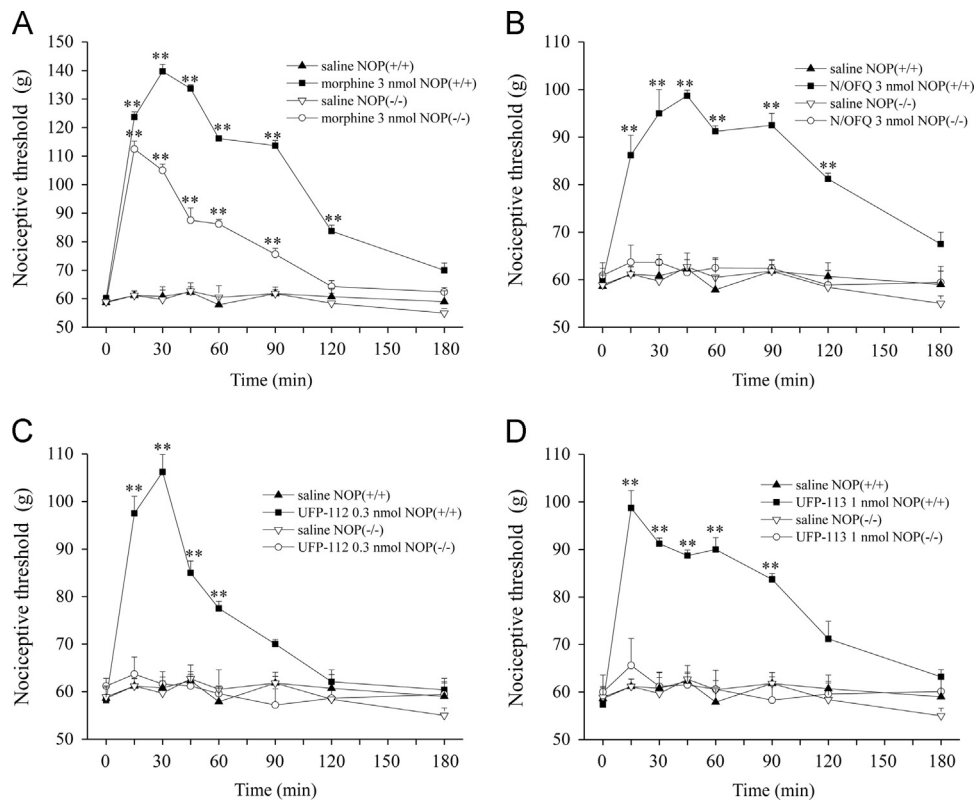 A
150
140
130
120
110
100
90
80
70
60
50
Nociceptive threshold (g)
saline NOP(+/+)
morphine 3 nmol NOP(+/+)
saline NOP(-/-)
morphine 3 nmol NOP(-/-)
** ** ** ** ** ** **
** ** ** ** **
0 30 60 90 120 150 180
Time (min)
B
110
100
90
80
70
60
50
Nociceptive threshold (g)
saline NOP(+/+)
N/OFQ 3 nmol NOP(+/+)
saline NOP(-/-)
N/OFQ 3 nmol NOP(-/-)
** ** ** ** ** **
0 30 60 90 120 150 180
Time (min)
C
110
100
90
80
70
60
50
Nociceptive threshold (g)
saline NOP(+/+)
UFP-112 0.3 nmol NOP(+/+)
saline NOP(-/-)
UFP-112 0.3 nmol NOP(-/-)
** ** ** **
0 30 60 90 120 150 180
Time (min)
D
110
100
90
80
70
60
50
Nociceptive threshold (g)
saline NOP(+/+)
UFP-113 1 nmol NOP(+/+)
saline NOP(-/-)
UFP-113 1 nmol NOP(-/-)
** ** ** ** **
0 30 60 90 120 150 180
Time (min)